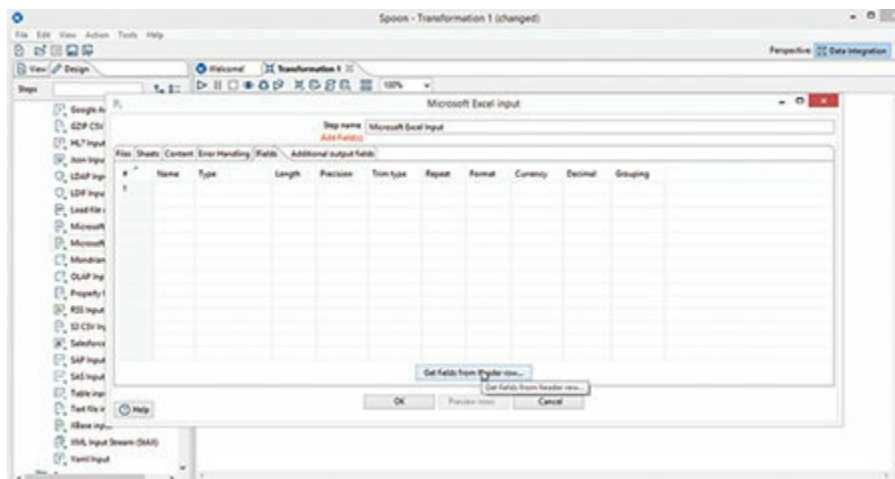 Spoon - Transformation 1 (changed)
File Edit View Action Tools Help
Perspective: Data Integration
View Design
Welcome! Transformation 1
Steps
100%
Microsoft Excel input
Step name Microsoft Excel Input
Add Field(s)
Files Sheets Content Error Handling Fields Additional output fields
# Name Type Length Precision Trim type Repeat Format Currency Decimal Grouping
1
GZIP CSV
HL7 Input
Json Input
LDAP Inp
LDIF Inpu
Load file
Microsoft
Microsoft
Mondrian
OLAP Inp
Property
RSS Input
S3 CSV Inp
Salesforce
SAP Input
SAS Input
Table inp
Text file i
XBase inp
XML Input Stream (StAX)
Yaml Input
Get fields from header row...
Get fields from header row...
OK Preview rows Cancel
Help